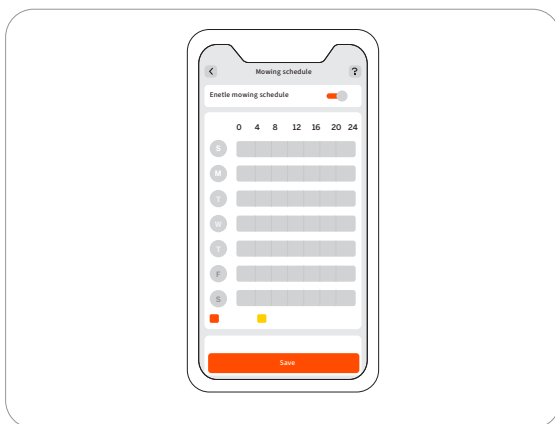 Mowing schedule ?
Enetle mowing schedule
0 4 8 12 16 20 24
S
M
T
W
T
F
S
Save